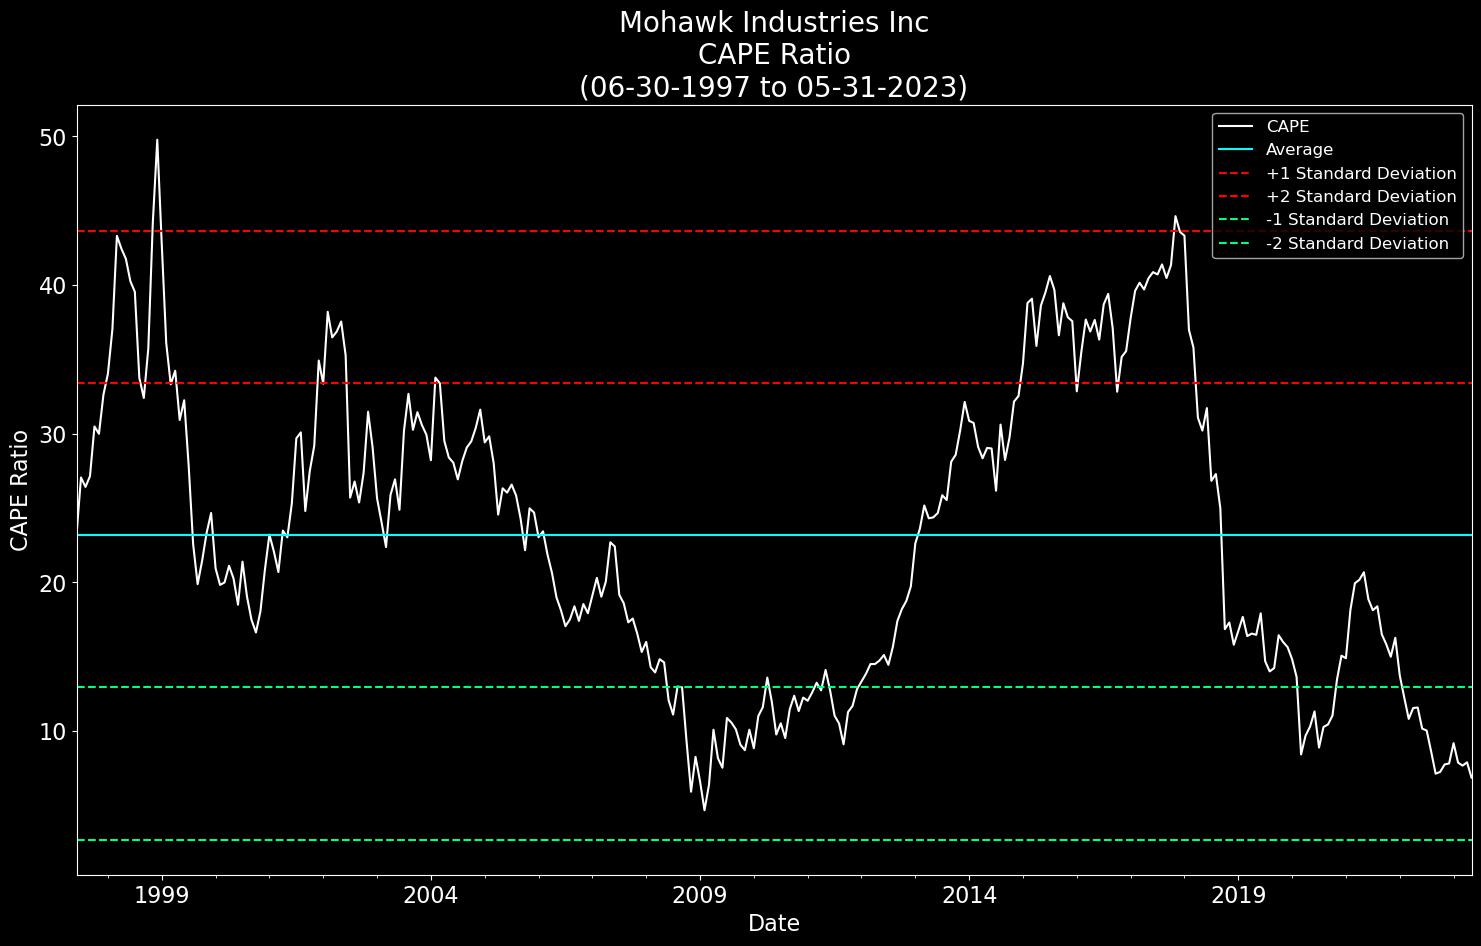 Mohawk Industries Inc
CAPE Ratio
(06-30-1997 to 05-31-2023)
CAPE
Average
+1 Standard Deviation
+2 Standard Deviation
-1 Standard Deviation
-2 Standard Deviation
CAPE Ratio
50
40
30
20
10
1999
2004
2009
2014
2019
Date